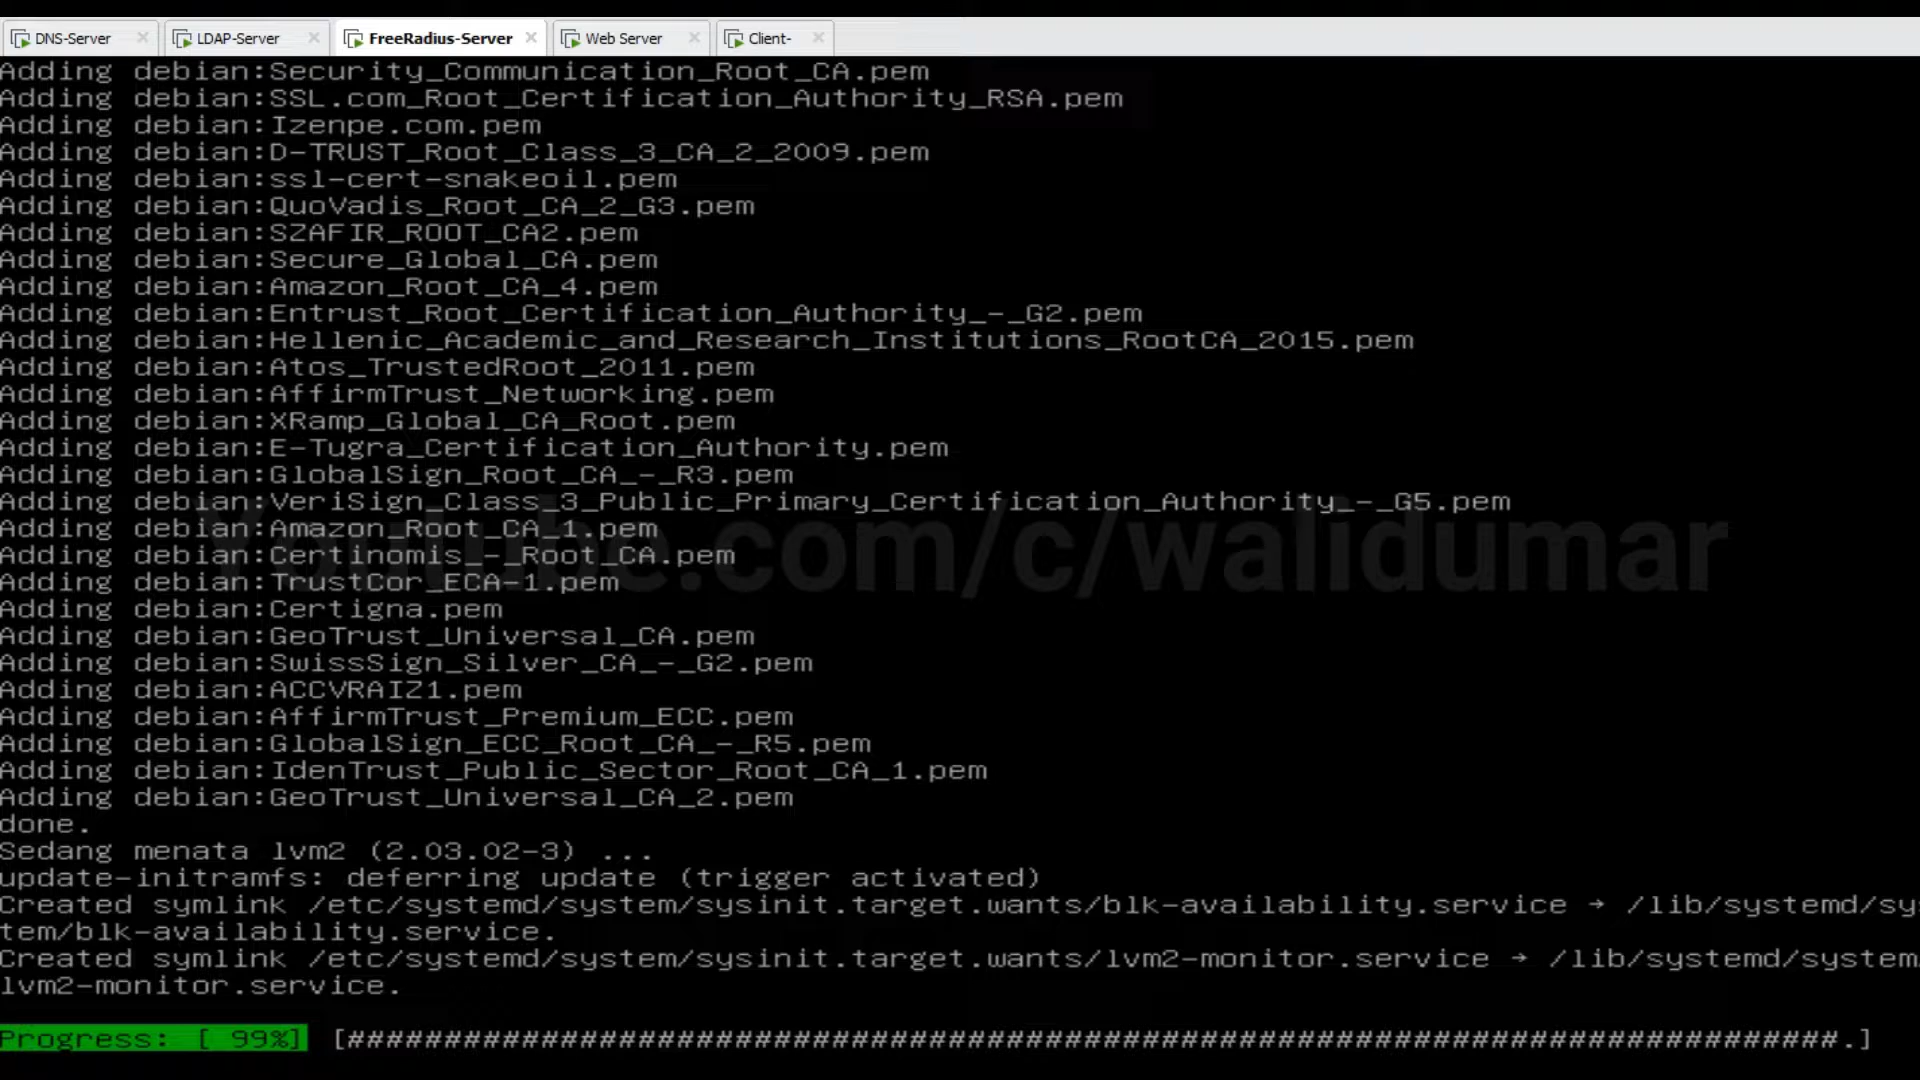 DNS-Server LDAP-Server FreeRadius-Server Web Server Client-
Adding debian:Security_Communication_Root_CA.pem
Adding debian:SSL.com_Root_Certification_Authority_RSA.pem
Adding debian:Izenpe.com.pem
Adding debian:D-TRUST_Root_Class_3_CA_2_2009.pem
Adding debian:ssl-cert-snakeoil.pem
Adding debian:QuoVadis_Root_CA_2_G3.pem
Adding debian:SZAFIR_ROOT_CA2.pem
Adding debian:Secure_Global_CA.pem
Adding debian:Amazon_Root_CA_4.pem
Adding debian:Entrust_Root_Certification_Authority_-_G2.pem
Adding debian:Hellenic_Academic_and_Research_Institutions_RootCA_2015.pem
Adding debian:Atos_TrustedRoot_2011.pem
Adding debian:AffirmTrust_Networking.pem
Adding debian:XRamp_Global_CA_Root.pem
Adding debian:E-Tugra_Certification_Authority.pem
Adding debian:GlobalSign_Root_CA_-_R3.pem
Adding debian:VeriSign_Class_3_Public_Primary_Certification_Authority_-_G5.pem
Adding debian:Amazon_Root_CA_1.pem
Adding debian:Certinomis_-_Root_CA.pem
Youtube.com/c/walidumar
Adding debian:TrustCor_ECA-1.pem
Adding debian:Certigna.pem
Adding debian:GeoTrust_Universal_CA.pem
Adding debian:SwissSign_Silver_CA_-_G2.pem
Adding debian:ACCVRAIZ1.pem
Adding debian:AffirmTrust_Premium_ECC.pem
Adding debian:GlobalSign_ECC_Root_CA_-_R5.pem
Adding debian:IdenTrust_Public_Sector_Root_CA_1.pem
Adding debian:GeoTrust_Universal_CA_2.pem
done.
Sedang menata lvm2 (2.03.02-3) ...
update-initramfs: deferring update (trigger activated)
Created symlink /etc/systemd/system/sysinit.target.wants/blk-availability.service → /lib/systemd/sys
tem/blk-availability.service.
Created symlink /etc/systemd/system/sysinit.target.wants/lvm2-monitor.service → /lib/systemd/system/
lvm2-monitor.service.
Progress: [ 99%] [#############################################################################.]